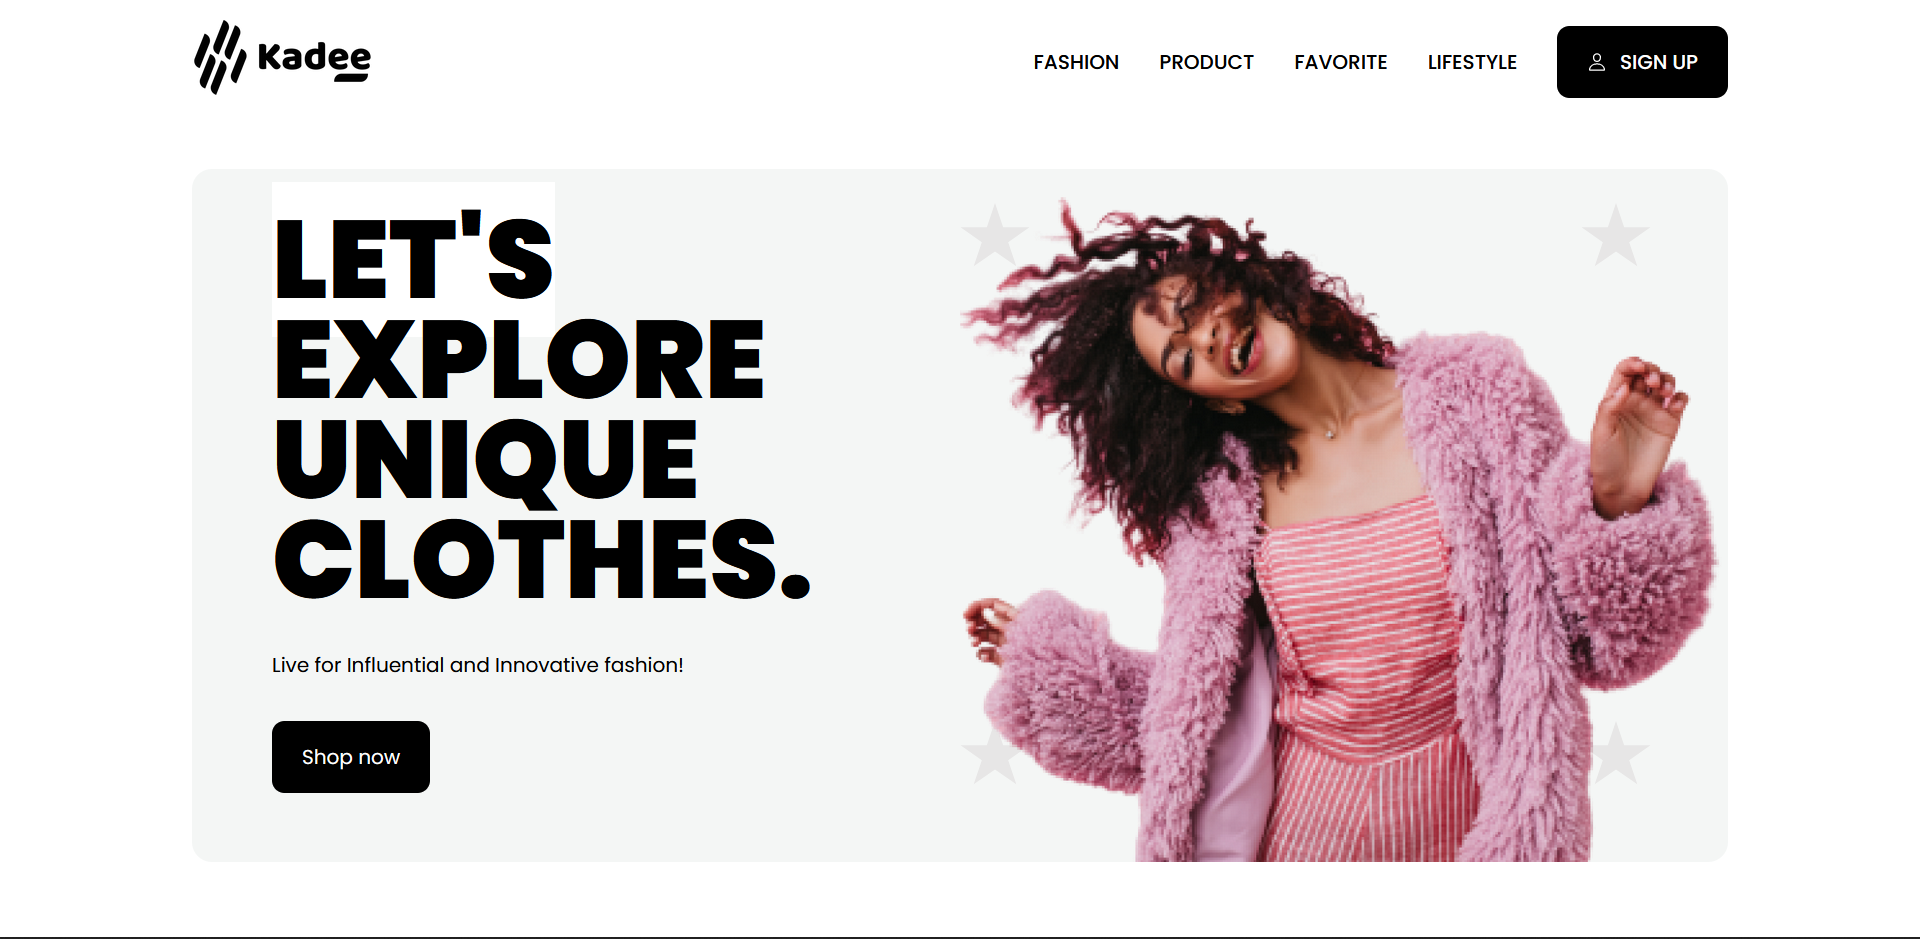 Kadee
FASHION PRODUCT FAVORITE LIFESTYLE SIGN UP
LET'S
EXPLORE
UNIQUE
CLOTHES.
Live for Influential and Innovative fashion!
Shop now